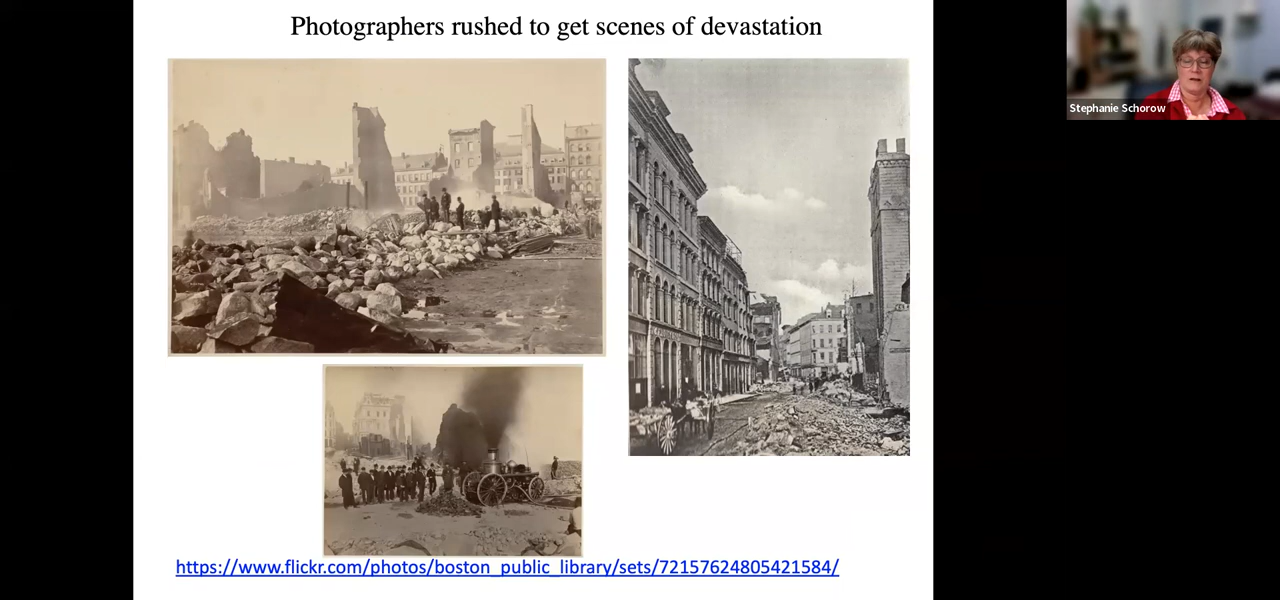 Photographers rushed to get scenes of devastation
Stephanie Schorow
https://www.flickr.com/photos/boston_public_library/sets/72157624805421584/